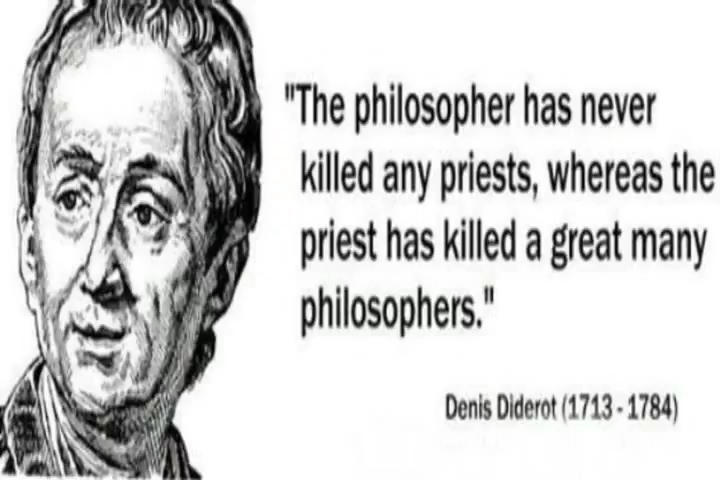 "The philosopher has never
killed any priests, whereas the
priest has killed a great many
philosophers."
Denis Diderot (1713 - 1784)